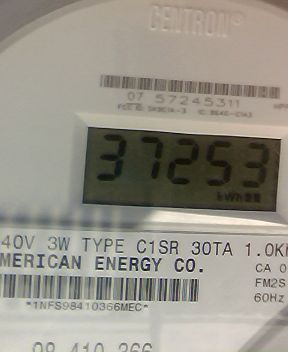 CENTRON®
07 57245311
37253
kWh
40V 3W TYPE C1SR 30TA 1.0K
MERICAN ENERGY CO.
CA 0
FM2S
60Hz
*1NFS98410366MEC*
98 410 366